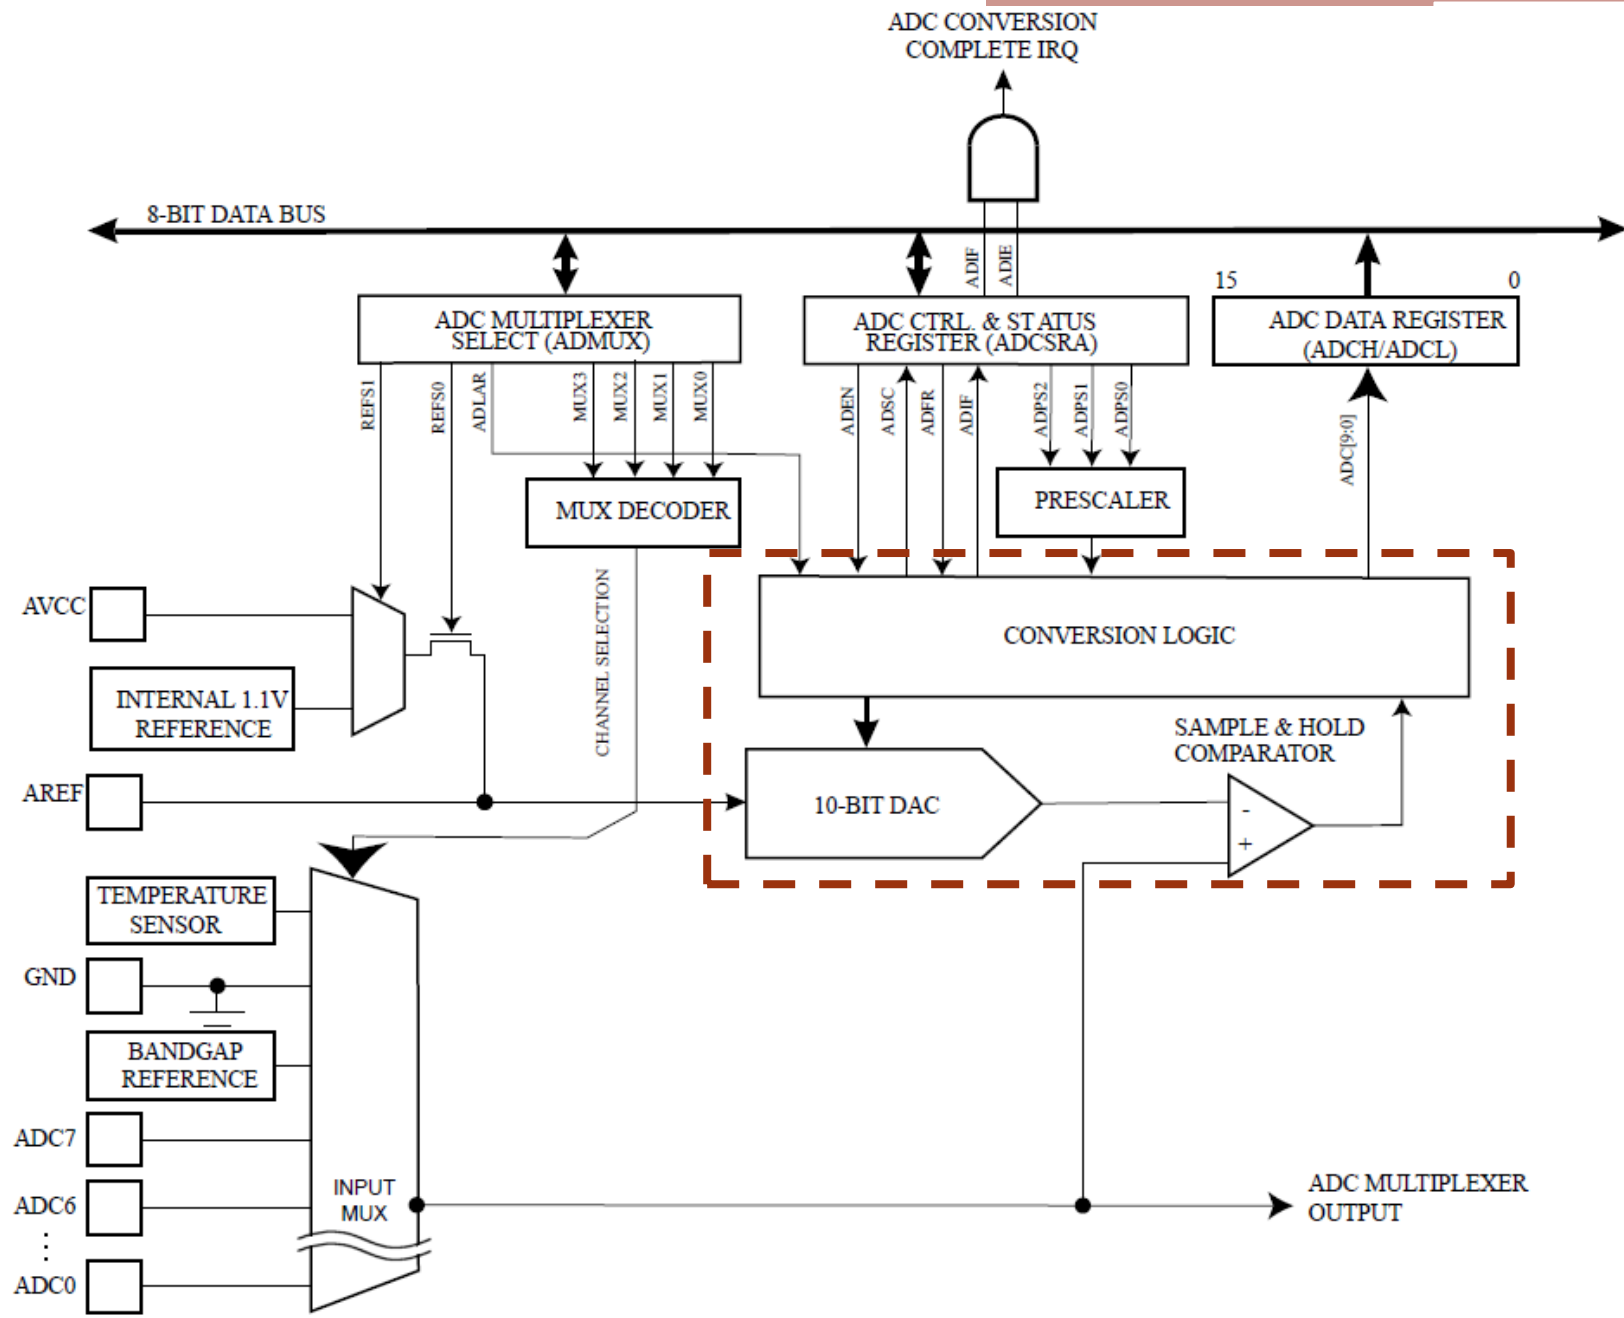 ADC CONVERSION
COMPLETE IRQ
8-BIT DATA BUS
ADIF
ADIE
15
0
ADC MULTIPLEXER
SELECT (ADMUX)
ADC CTRL. & STATUS
REGISTER (ADCSRA)
ADC DATA REGISTER
(ADCH/ADCL)
REFS1
REFS0
ADLAR
MUX3
MUX2
MUX1
MUX0
ADEN
ADSC
ADFR
ADIF
ADPS2
ADPS1
ADPS0
ADC[9:0]
MUX DECODER
PRESCALER
AVCC
CHANNEL SELECTION
CONVERSION LOGIC
INTERNAL 1.1V
REFERENCE
SAMPLE & HOLD
COMPARATOR
AREF
10-BIT DAC
-
+
TEMPERATURE
SENSOR
GND
BANDGAP
REFERENCE
ADC7
ADC6
INPUT
MUX
ADC MULTIPLEXER
OUTPUT
⋮
ADC0